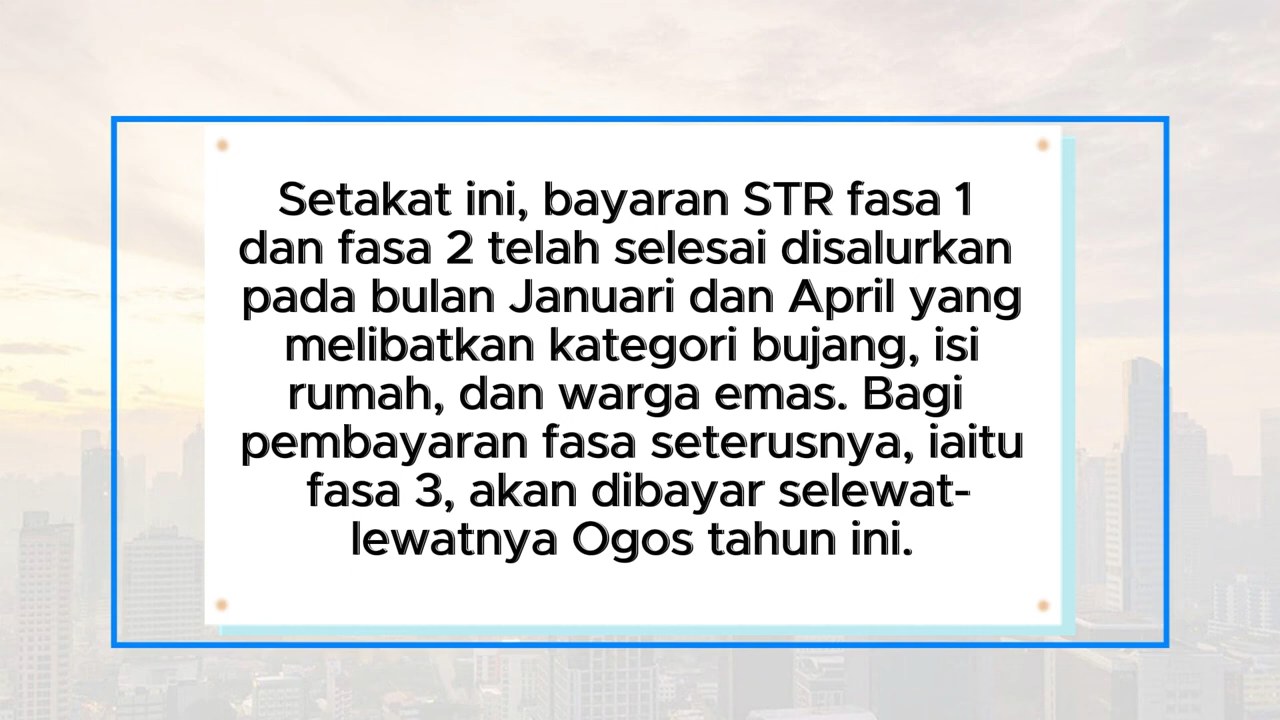 Setakat ini, bayaran STR fasa 1
dan fasa 2 telah selesai disalurkan
pada bulan Januari dan April yang
melibatkan kategori bujang, isi
rumah, dan warga emas. Bagi
pembayaran fasa seterusnya, iaitu
fasa 3, akan dibayar selewat-
lewatnya Ogos tahun ini.